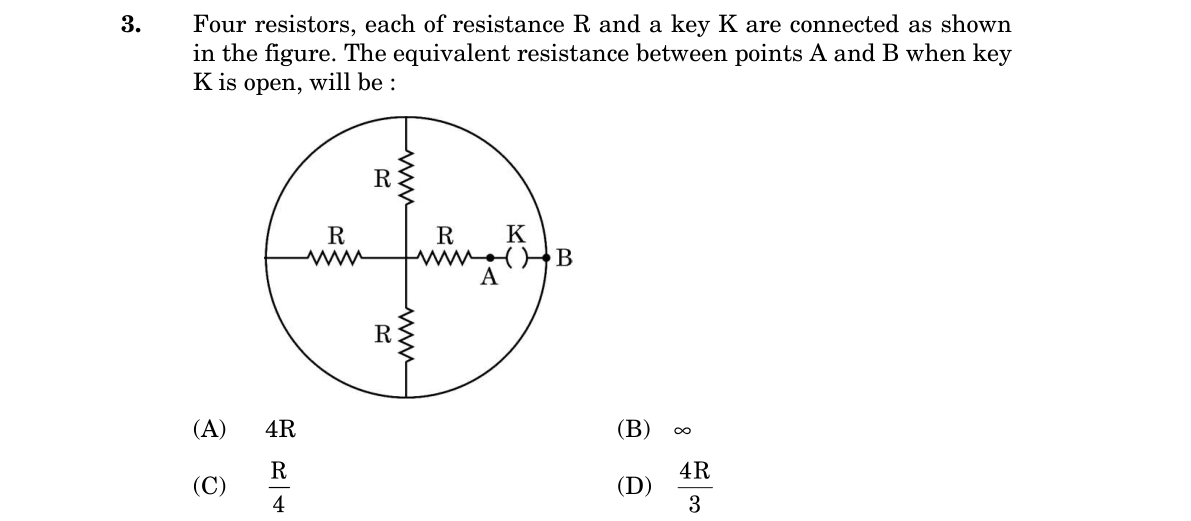 3. Four resistors, each of resistance R and a key K are connected as shown
in the figure. The equivalent resistance between points A and B when key
K is open, will be :
R
R R K
B
A
R
(A) 4R (B) ∞
(C) R/4 (D) 4R/3